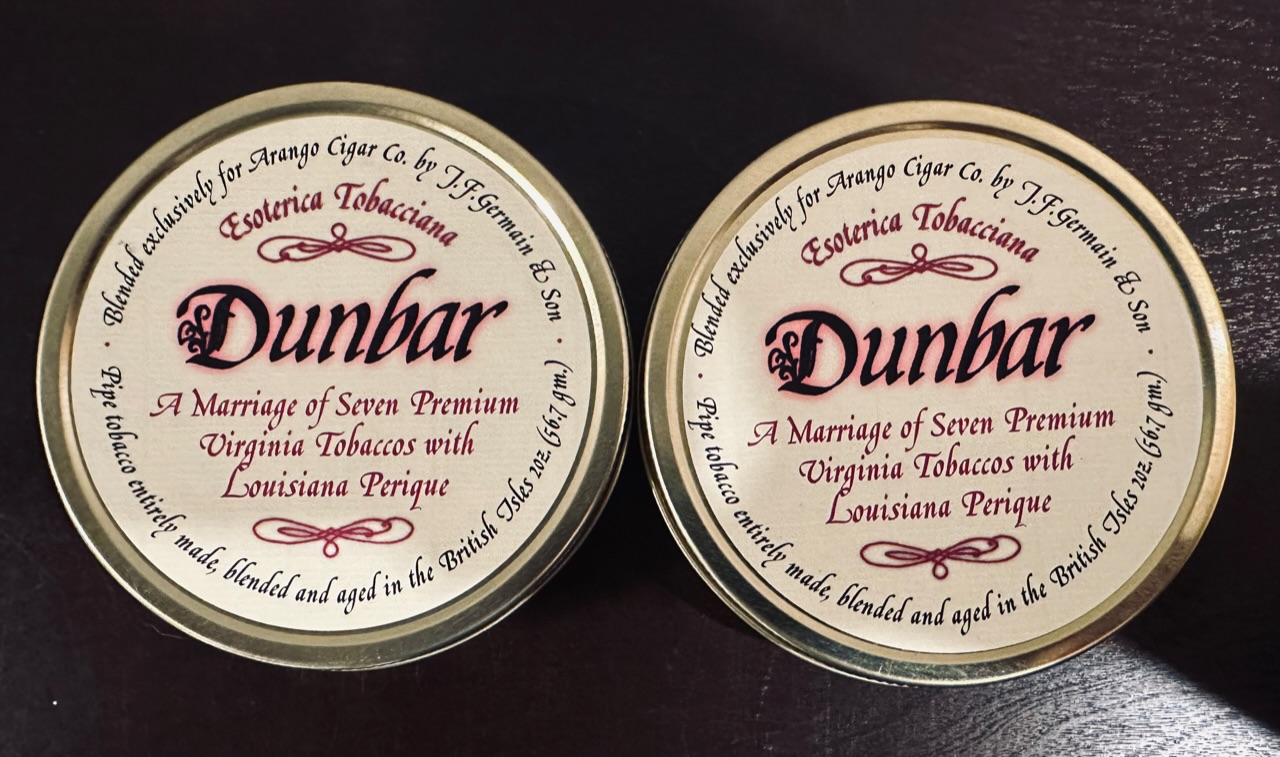 Blended exclusively for Arango Cigar Co. by J.F.Germain & Son
Esoterica Tobacciana
Dunbar
A Marriage of Seven Premium
Virginia Tobaccos with
Louisiana Perique
Pipe tobacco entirely made, blended and aged in the British Isles 2oz.(56.7 gm.)
Blended exclusively for Arango Cigar Co. by J.F.Germain & Son
Esoterica Tobacciana
Dunbar
A Marriage of Seven Premium
Virginia Tobaccos with
Louisiana Perique
Pipe tobacco entirely made, blended and aged in the British Isles 2oz.(56.7 gm.)